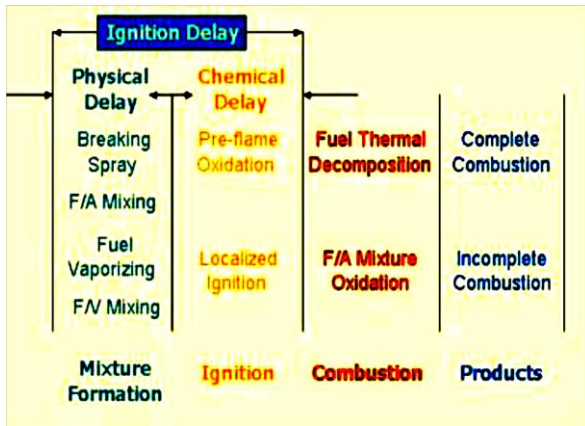 Ignition Delay
Physical
Delay
Chemical
Delay
Breaking
Spray
F/A Mixing
Fuel
Vaporizing
F/V Mixing
Pre-flame
Oxidation
Localized
Ignition
Fuel Thermal
Decomposition
F/A Mixture
Oxidation
Complete
Combustion
Incomplete
Combustion
Mixture
Formation
Ignition
Combustion
Products